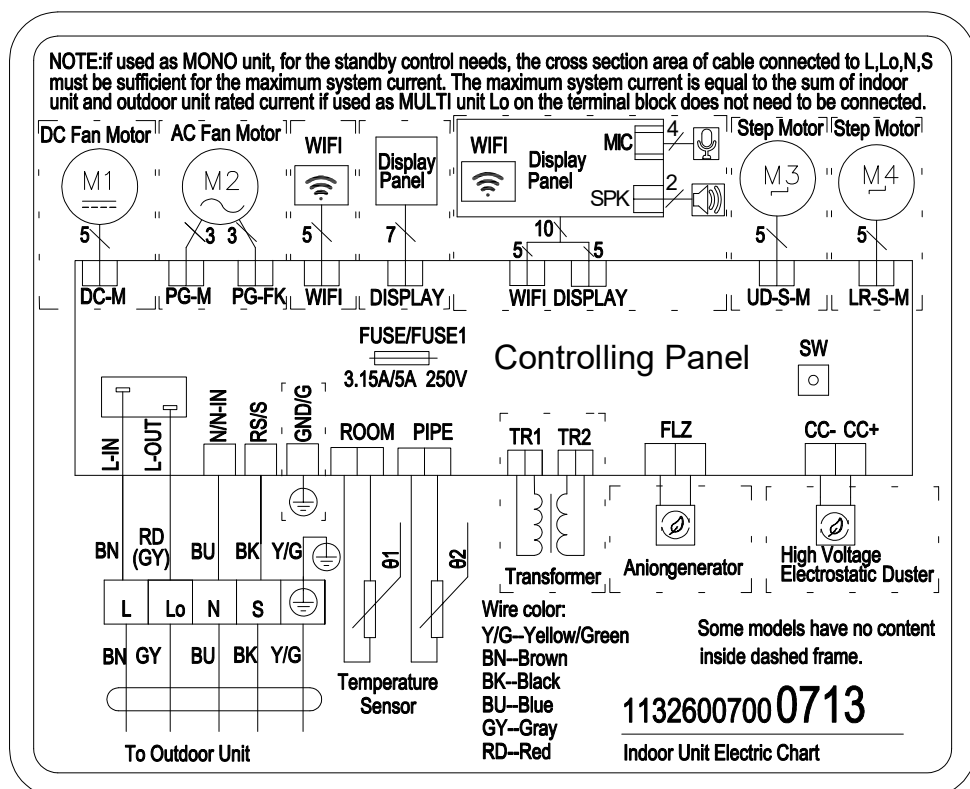 NOTE:if used as MONO unit, for the standby control needs, the cross section area of cable connected to L,Lo,N,S
must be sufficient for the maximum system current. The maximum system current is equal to the sum of indoor
unit and outdoor unit rated current if used as MULTI unit Lo on the terminal block does not need to be connected.
DC Fan Motor AC Fan Motor WIFI Display Panel WIFI Display Panel MIC 4 Step Motor Step Motor
M1 M2 SPK 2 M3 M4
5 3 3 5 7 10 5 5 5 5
DC-M PG-M PG-FK WIFI DISPLAY WIFI DISPLAY UD-S-M LR-S-M
FUSE/FUSE1
3.15A/5A 250V
Controlling Panel
SW
L-IN L-OUT N/N-IN RS/S GND/G ROOM PIPE TR1 TR2 FLZ CC- CC+
BN RD (GY) BU BK Y/G θ1 θ2
Transformer
Aniongenerator
High Voltage
Electrostatic Duster
L Lo N S
BN GY BU BK Y/G
To Outdoor Unit
Temperature
Sensor
Wire color:
Y/G--Yellow/Green
BN--Brown
BK--Black
BU--Blue
GY--Gray
RD--Red
Some models have no content
inside dashed frame.
1132600700 0713
Indoor Unit Electric Chart